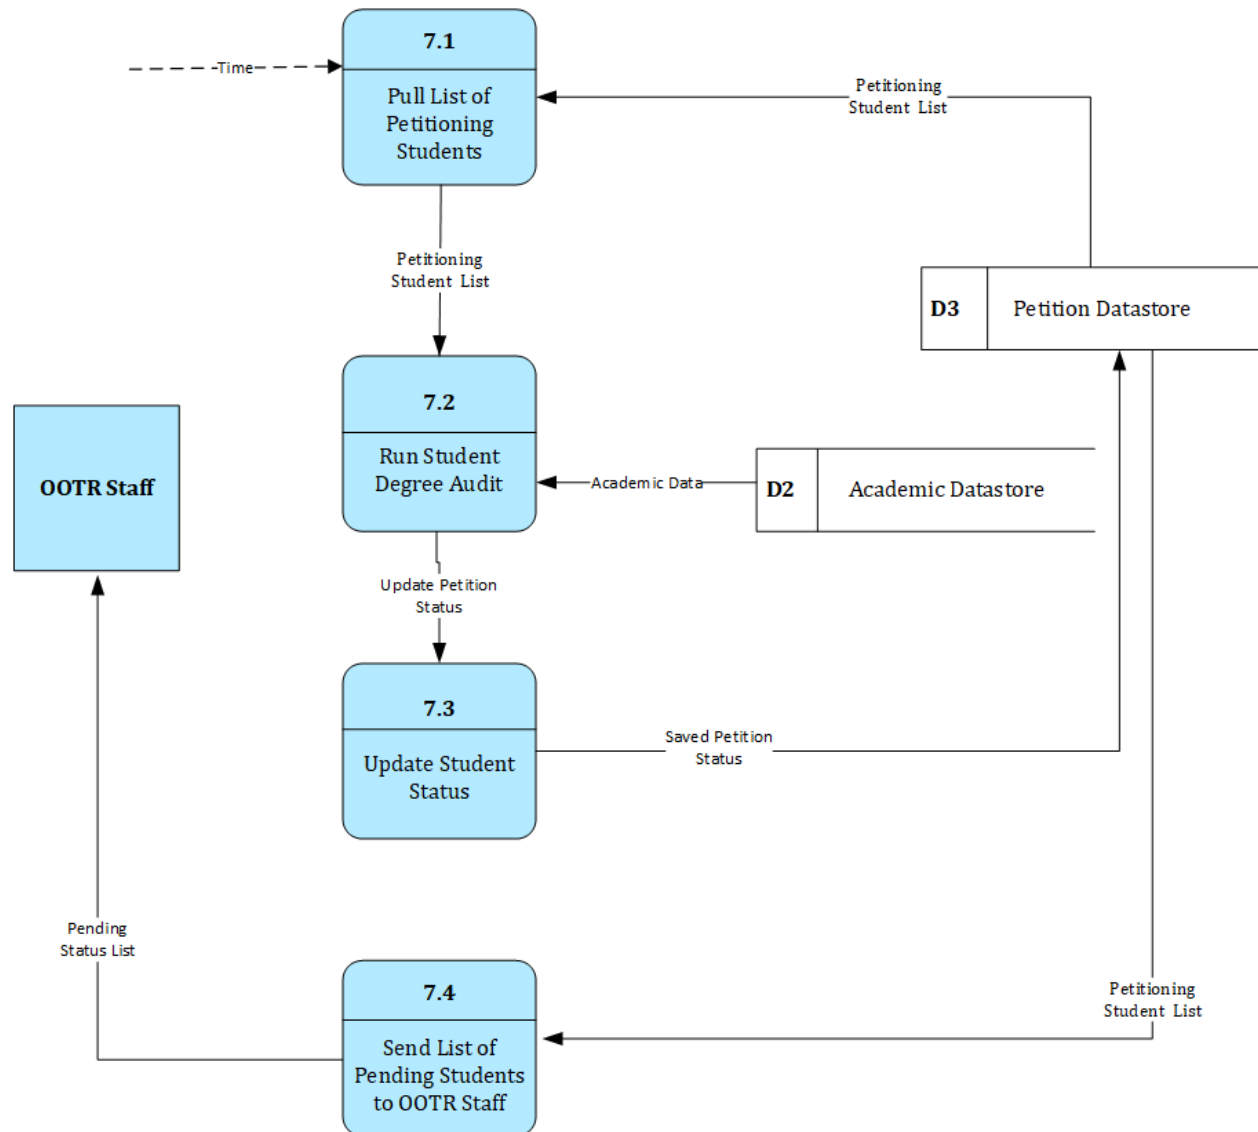 7.1
Time
Pull List of
Petitioning
Students
Petitioning
Student List
Petitioning
Student List
D3
Petition Datastore
7.2
Run Student
Degree Audit
OOTR Staff
Academic Data
D2
Academic Datastore
Update Petition
Status
7.3
Update Student
Status
Saved Petition
Status
Pending
Status List
7.4
Send List of
Pending Students
to OOTR Staff
Petitioning
Student List